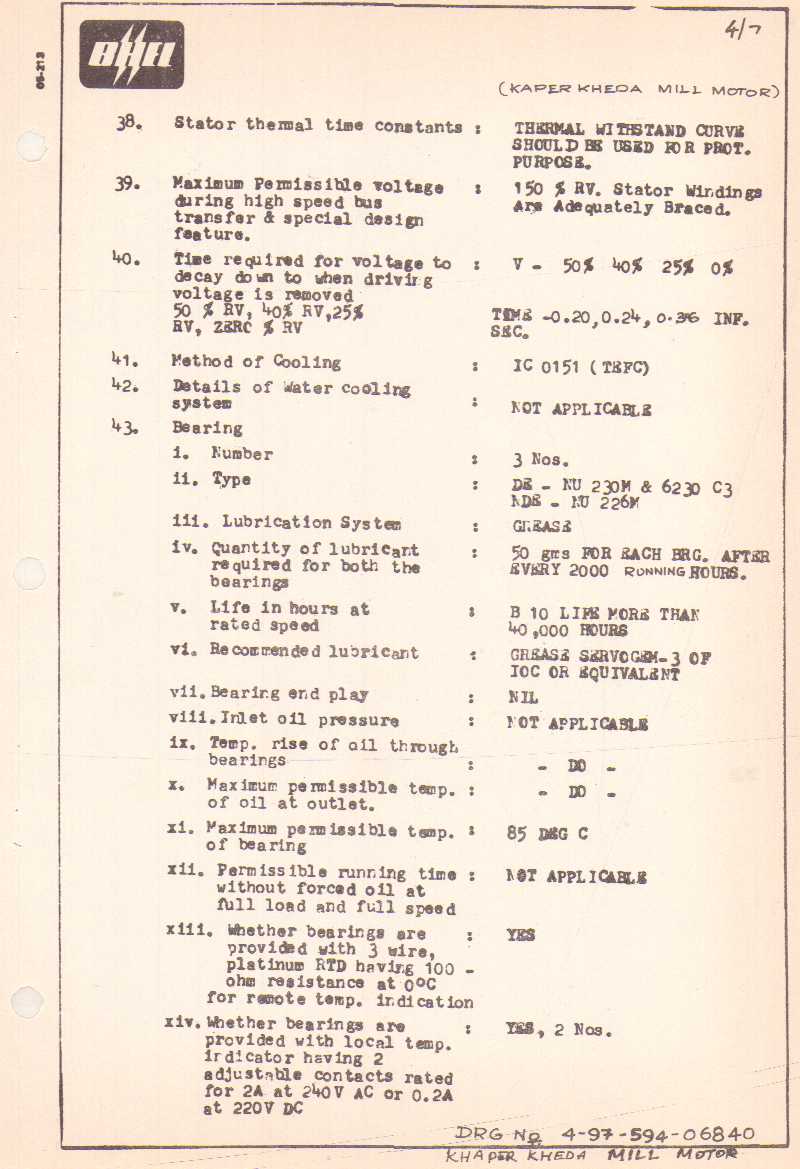 4/7
BHEL
05-213
(KAPER KHEDA MILL MOTOR)
38. Stator thermal time constants : THERMAL WITHSTAND CURVE
SHOULD BE USED FOR PROT.
PURPOSE.
39. Maximum Permissible voltage : 150 % RV. Stator Windings
during high speed bus Are Adequately Braced.
transfer & special design
feature.
40. Time required for voltage to : V - 50% 40% 25% 0%
decay down to when driving
voltage is removed
50 % RV, 40% RV, 25% TIME -0.20, 0.24, 0.36 INF.
RV, ZERO % RV SEC.
41. Method of Cooling : IC 0151 (TEFC)
42. Details of Water cooling
system : NOT APPLICABLE
43. Bearing
i. Number : 3 Nos.
ii. Type : DE - NU 230M & 6230 C3
NDE - NU 226M
iii. Lubrication System : GREASE
iv. Quantity of lubricant : 50 gms FOR EACH BRG. AFTER
required for both the EVERY 2000 RUNNING HOURS.
bearings
v. Life in hours at : B 10 LIFE MORE THAN
rated speed 40,000 HOURS
vi. Recommended lubricant : GREASE SERVOGEM-3 OF
IOC OR EQUIVALENT
vii. Bearing end play : NIL
viii. Inlet oil pressure : NOT APPLICABLE
ix. Temp. rise of oil through
bearings : - DO -
x. Maximum permissible temp. : - DO -
of oil at outlet.
xi. Maximum permissible temp. : 85 DEG C
of bearing
xii. Permissible running time : NOT APPLICABLE
without forced oil at
full load and full speed
xiii. Whether bearings are : YES
provided with 3 wire,
platinum RTD having 100 -
ohm resistance at 0°C
for remote temp. indication
xiv. Whether bearings are : YES, 2 Nos.
provided with local temp.
indicator having 2
adjustable contacts rated
for 2A at 240V AC or 0.2A
at 220V DC
DRG No. 4-97-594-06840
KHAPER KHEDA MILL MOTOR